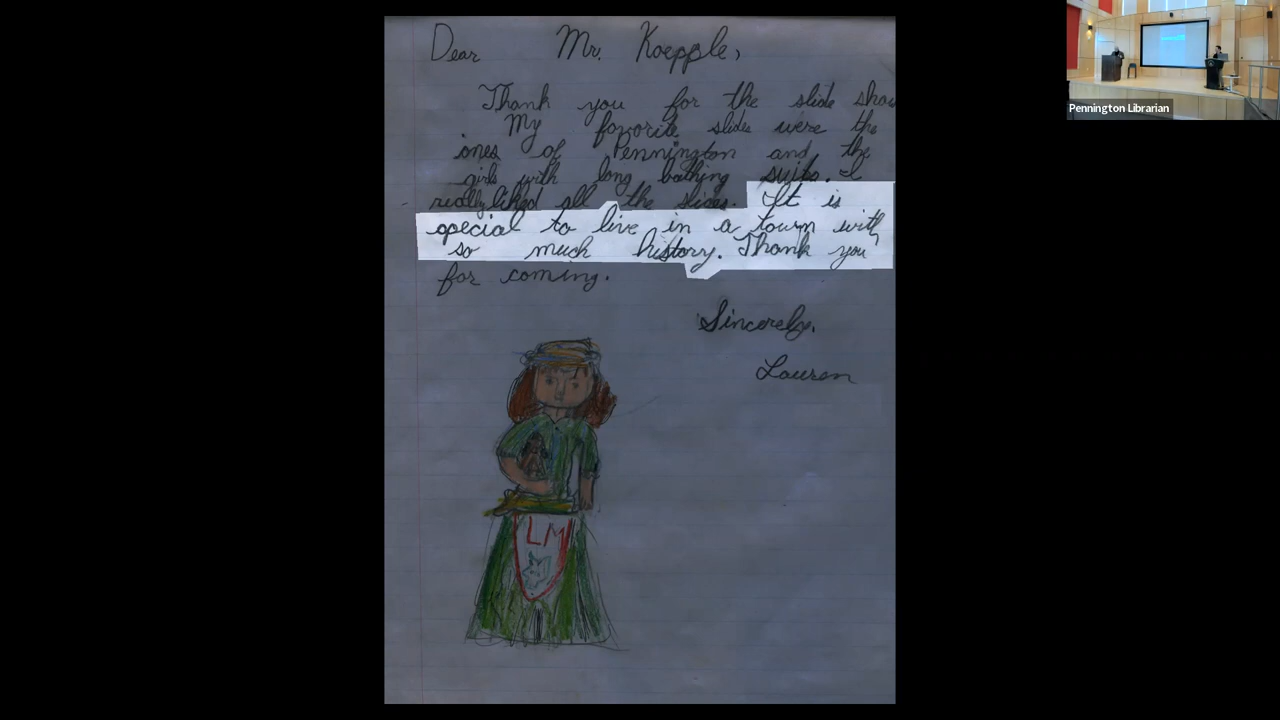 Dear Mr. Koepple,
Thank you for the slide show
My favorite slides were the
ones of Pennington and the
girls with long bathing suits. I
really liked all the slides. It is
special to live in a town with
so much history. Thank you
for coming.
Sincerely,
Lauren
LM
Pennington Librarian